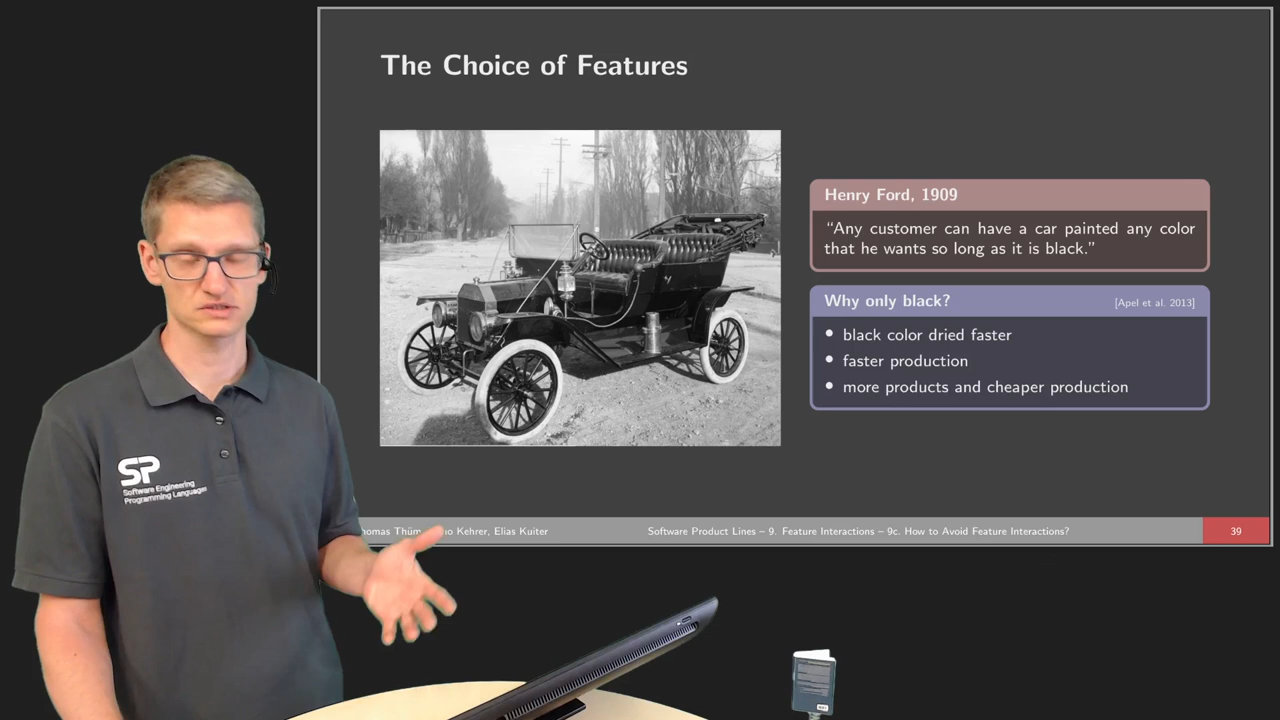 The Choice of Features
Henry Ford, 1909
“Any customer can have a car painted any color
that he wants so long as it is black.”
Why only black? [Apel et al. 2013]
• black color dried faster
• faster production
• more products and cheaper production
SP
Software Engineering
Programming Languages
Thüm Kehrer, Elias Kuiter Software Product Lines – 9. Feature Interactions – 9c. How to Avoid Feature Interactions? 39